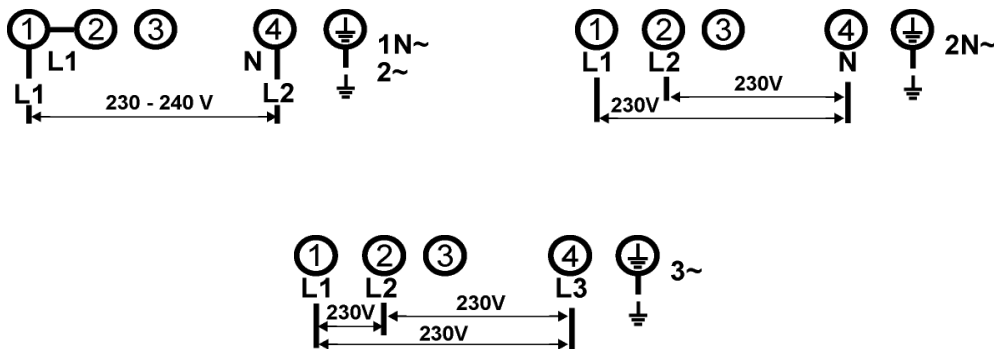 1 2 3 4 1N~
L1 N 2~
L1 L2
230 - 240 V
1 2 3 4 2N~
L1 L2 N
230V
230V
1 2 3 4 3~
L1 L2 L3
230V 230V
230V